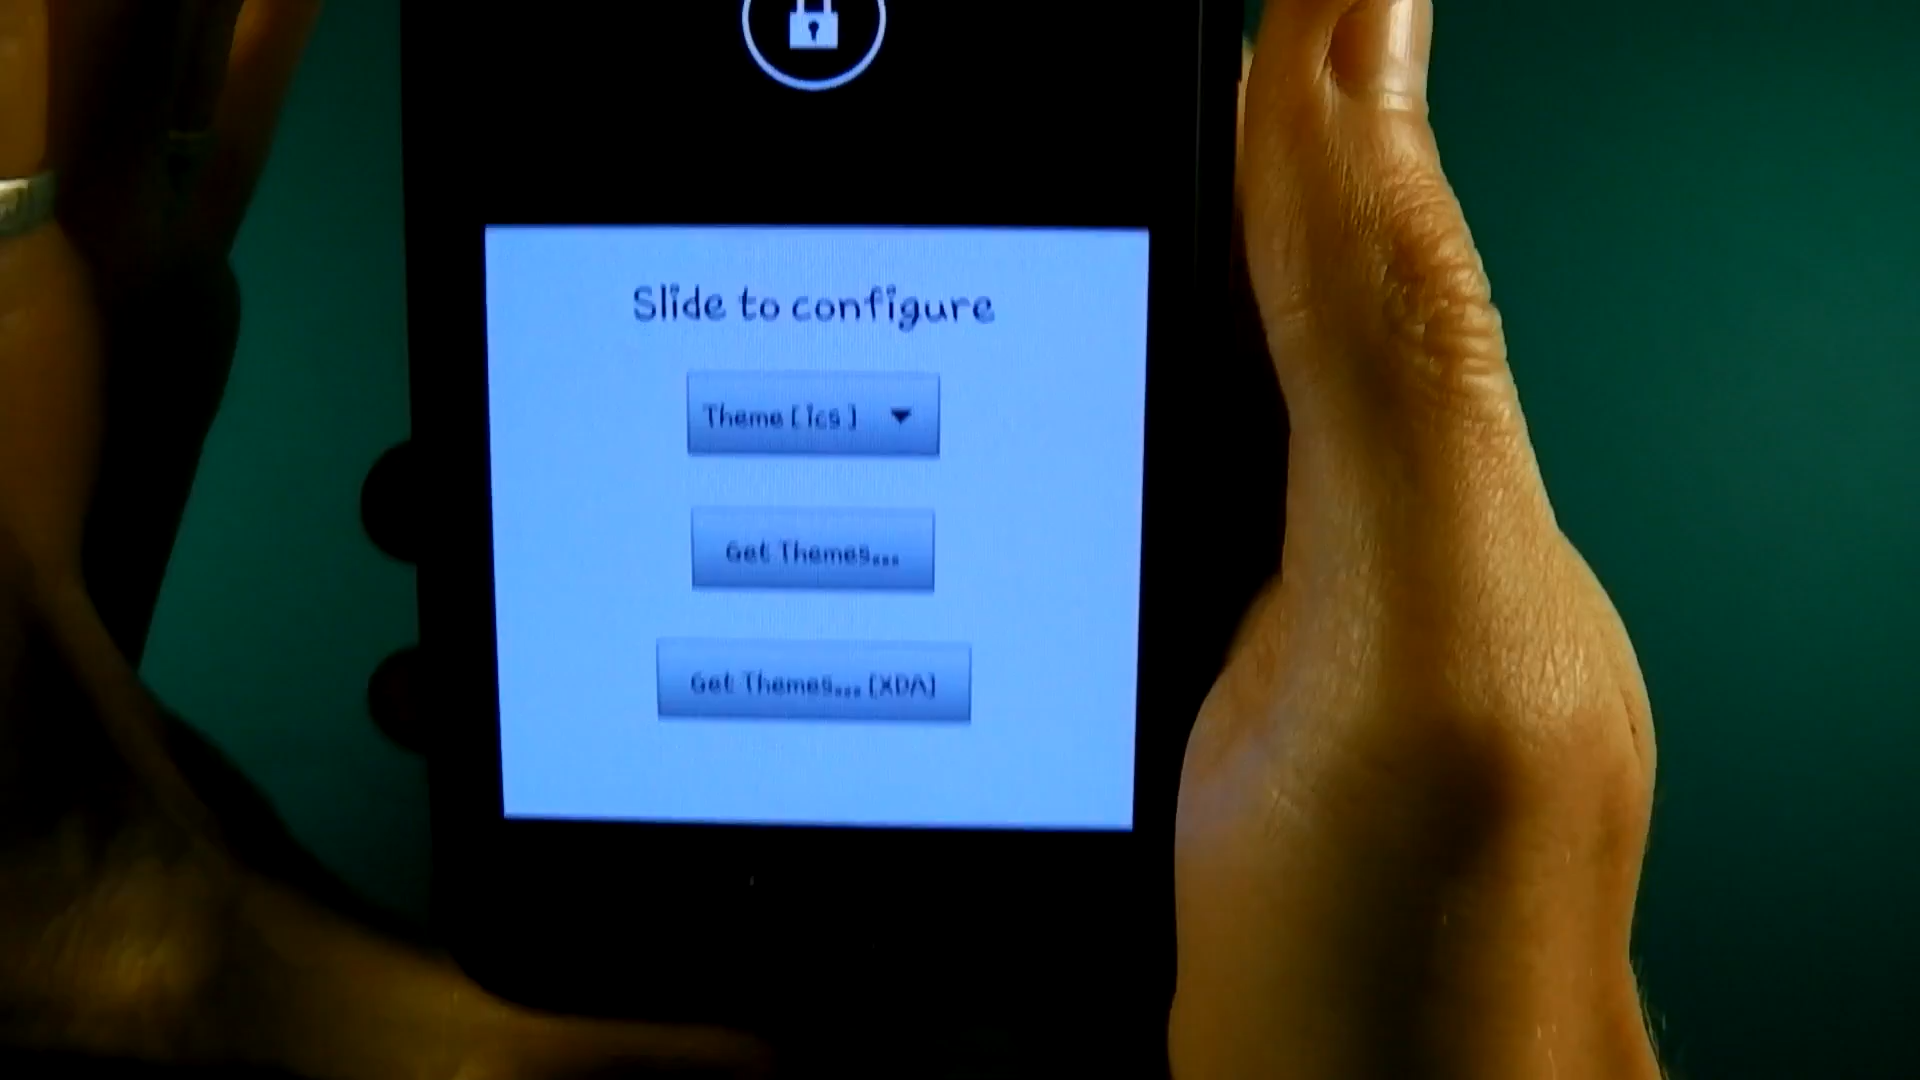 Slide to configure
Theme [ Ics ]
Get Themes...
Get Themes... [XDA]